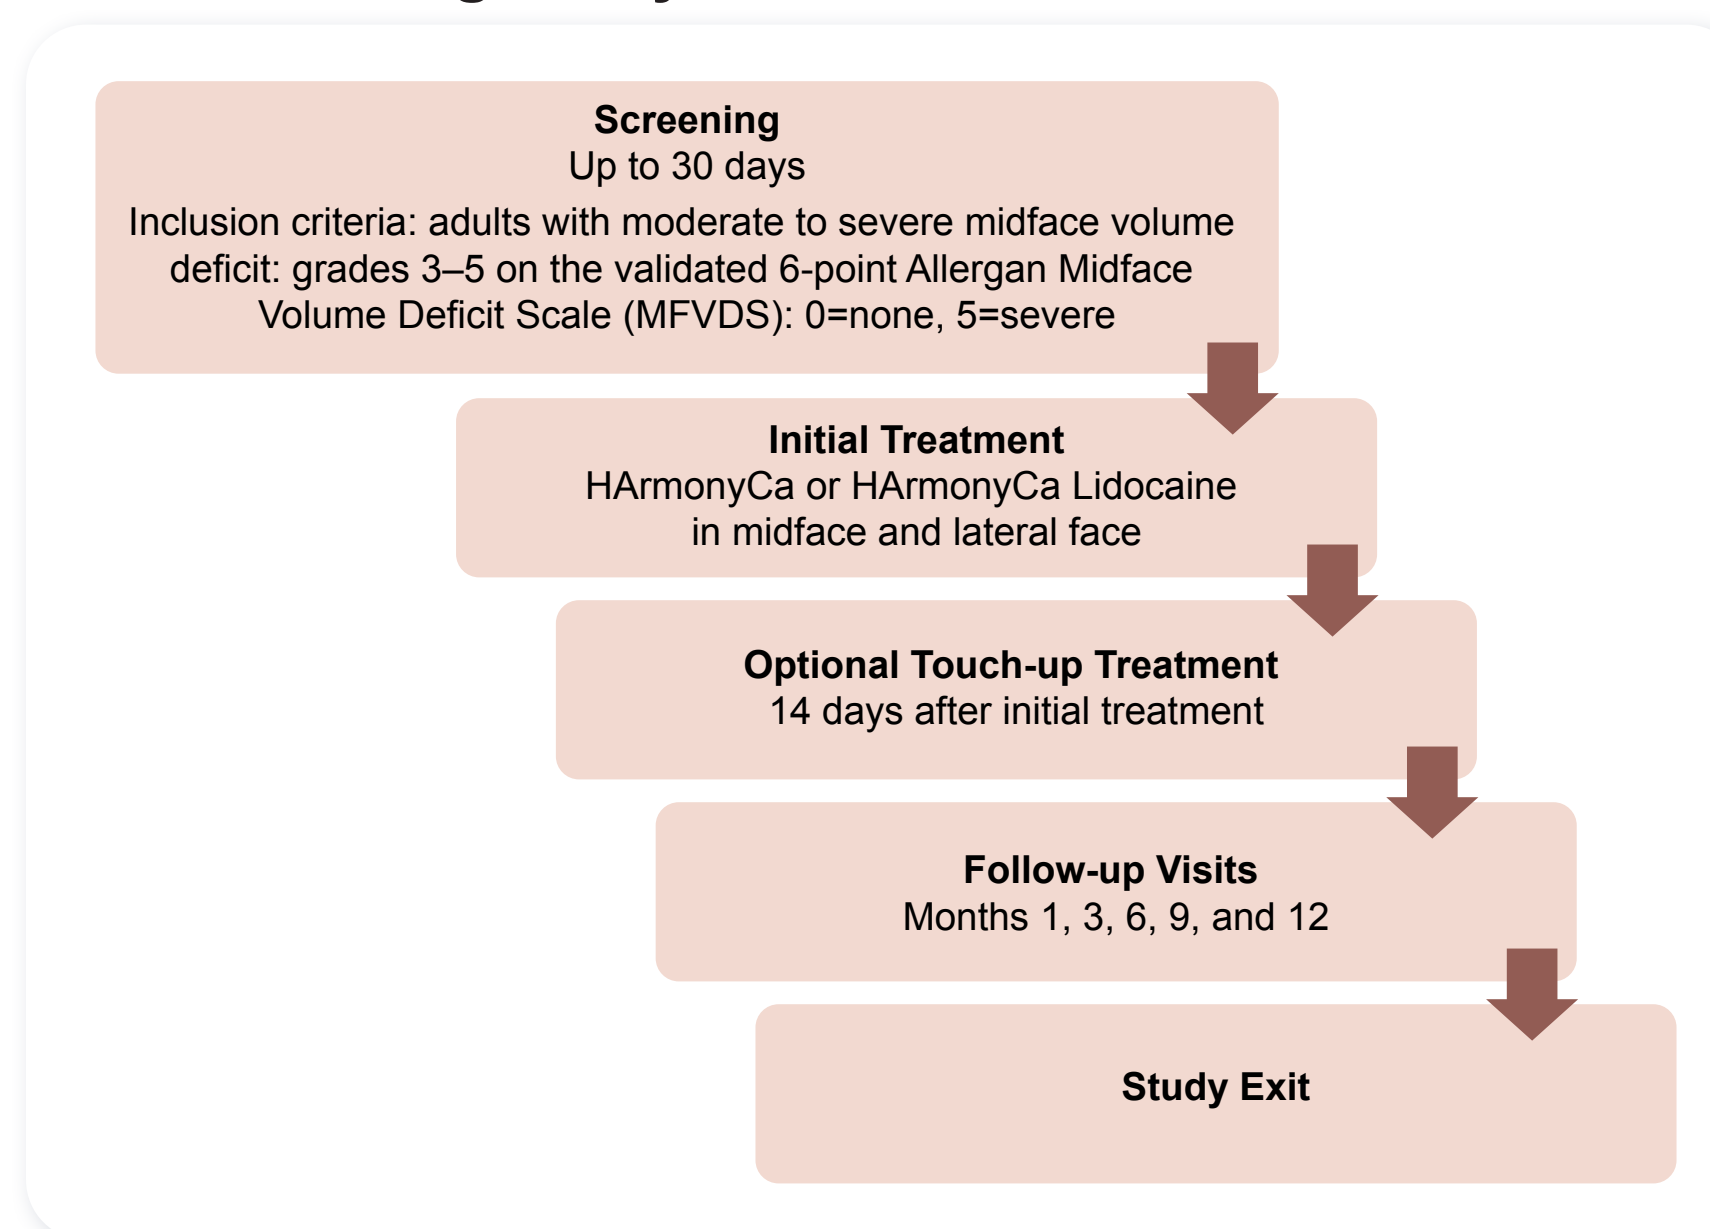 Screening
Up to 30 days
Inclusion criteria: adults with moderate to severe midface volume
deficit: grades 3–5 on the validated 6-point Allergan Midface
Volume Deficit Scale (MFVDS): 0=none, 5=severe
Initial Treatment
HArmonyCa or HArmonyCa Lidocaine
in midface and lateral face
Optional Touch-up Treatment
14 days after initial treatment
Follow-up Visits
Months 1, 3, 6, 9, and 12
Study Exit